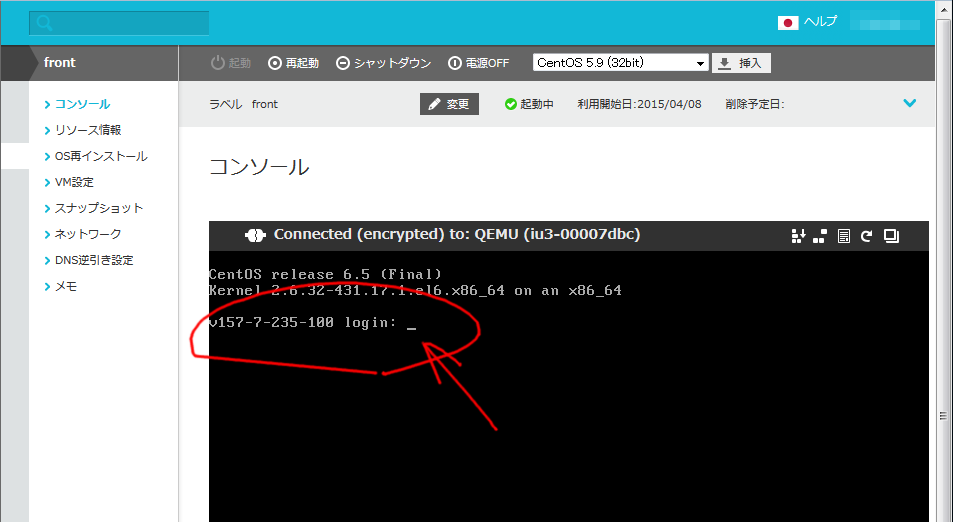 ヘルプ
front
起動 再起動 シャットダウン 電源OFF CentOS 5.9 (32bit) 挿入
コンソール
リソース情報
OS再インストール
VM設定
スナップショット
ネットワーク
DNS逆引き設定
メモ
ラベル front 変更 起動中 利用開始日:2015/04/08 削除予定日:
コンソール
Connected (encrypted) to: QEMU (iu3-00007dbc)
CentOS release 6.5 (Final)
Kernel 2.6.32-431.17.1.el6.x86_64 on an x86_64
v157-7-235-100 login: _